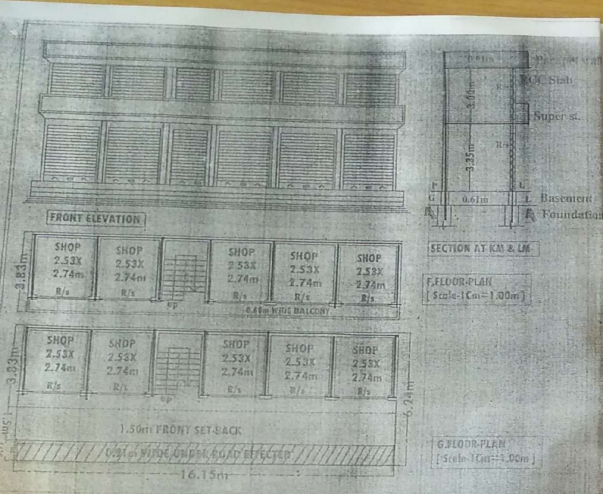 0.61m
RCC Slab
R/s
3.00m
Super st.
3.35m
R/s
P L
G 0.61m L Basement
Foundation
FRONT ELEVATION
SECTION AT KM & LM
SHOP SHOP SHOP SHOP SHOP
2.53X 2.53X 2.53X 2.53X 2.53X
2.74m 2.74m 2.74m 2.74m 2.74m
R/s R/s R/s R/s R/s
3.83m
up
0.60m WIDE BALCONY
F.FLOOR-PLAN
[ Scale-1Cm=1.00m ]
SHOP SHOP SHOP SHOP SHOP
2.53X 2.53X 2.53X 2.53X 2.53X
2.74m 2.74m 2.74m 2.74m 2.74m
R/s R/s R/s R/s R/s
3.83m
up
6.24m
1.50m FRONT SET-BACK
WIDE UNDER ROAD EFFECTED
16.15m
G.FLOOR-PLAN
[ Scale-1Cm=1.00m ]